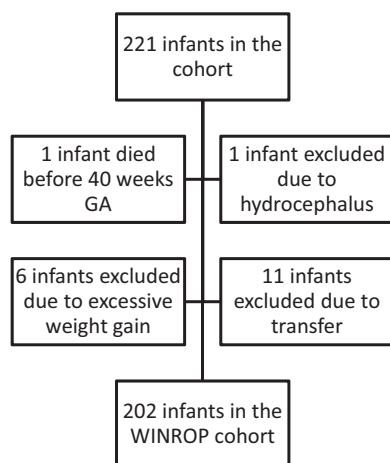 221 infants in the
cohort
1 infant died
before 40 weeks
GA
1 infant excluded
due to
hydrocephalus
6 infants excluded
due to excessive
weight gain
11 infants
excluded due to
transfer
202 infants in the
WINROP cohort